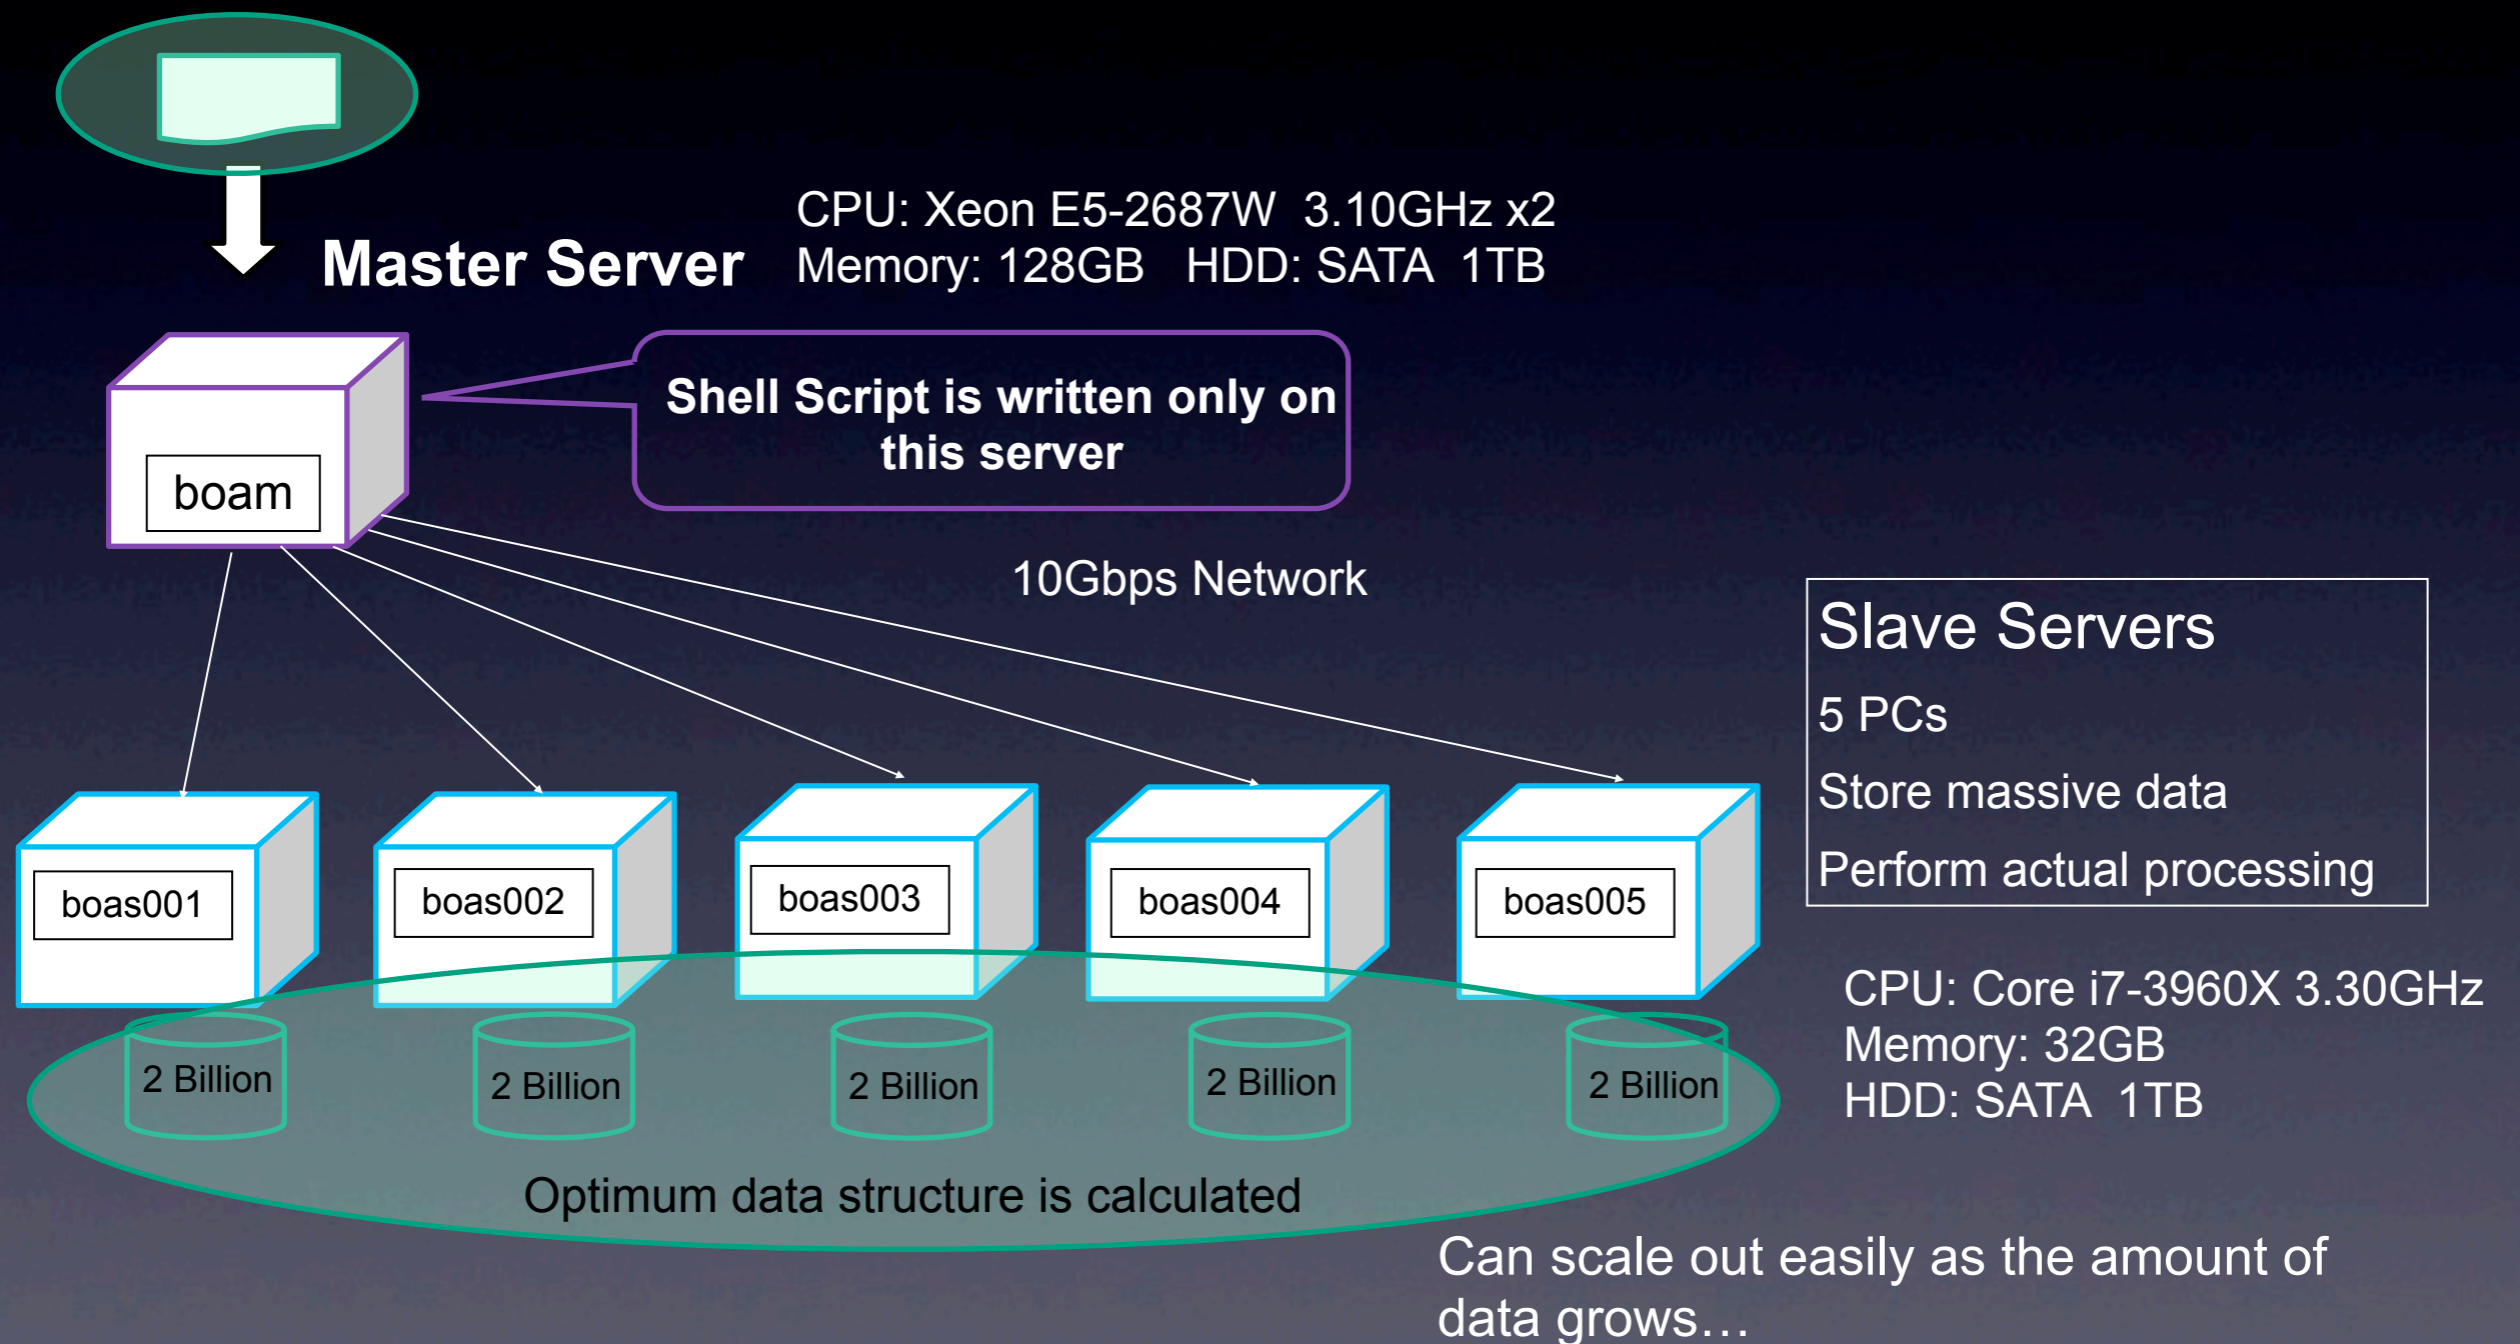 CPU: Xeon E5-2687W 3.10GHz x2
Master Server
Memory: 128GB HDD: SATA 1TB
Shell Script is written only on
this server
boam
10Gbps Network
Slave Servers
5 PCs
Store massive data
Perform actual processing
boas001
boas002
boas003
boas004
boas005
CPU: Core i7-3960X 3.30GHz
Memory: 32GB
HDD: SATA 1TB
2 Billion
2 Billion
2 Billion
2 Billion
2 Billion
Optimum data structure is calculated
Can scale out easily as the amount of
data grows…